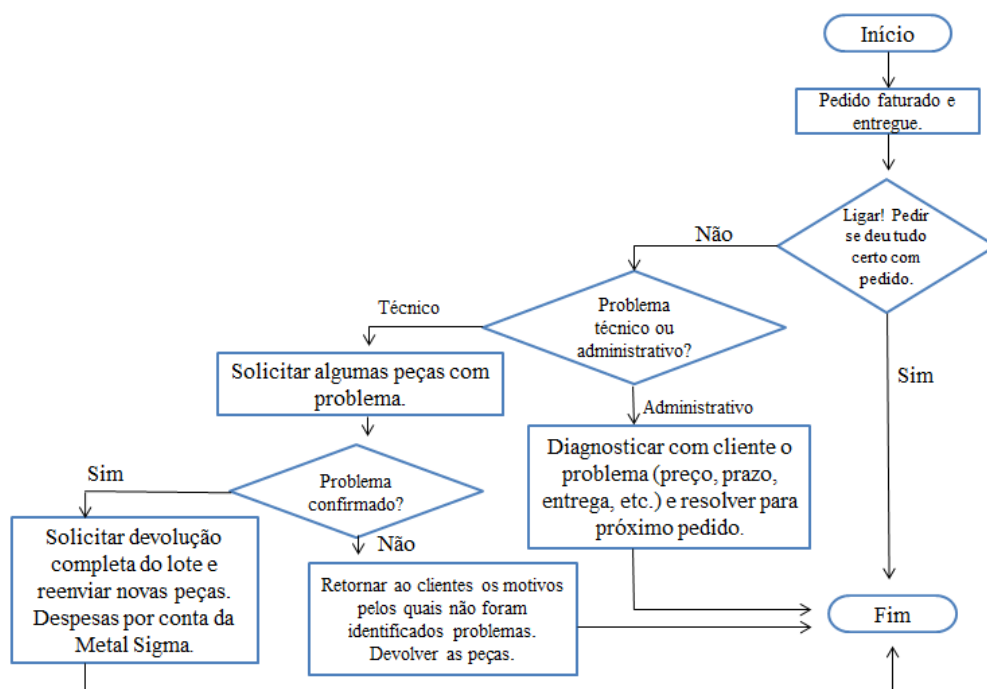 Início
Pedido faturado e
entregue.
Ligar! Pedir
se deu tudo
certo com
pedido.
Não
Sim
Problema
técnico ou
administrativo?
Técnico
Administrativo
Solicitar algumas peças com
problema.
Diagnosticar com cliente o
problema (preço, prazo,
entrega, etc.) e resolver para
próximo pedido.
Problema
confirmado?
Sim
Não
Solicitar devolução
completa do lote e
reenviar novas peças.
Despesas por conta da
Metal Sigma.
Retornar ao clientes os motivos
pelos quais não foram
identificados problemas.
Devolver as peças.
Fim